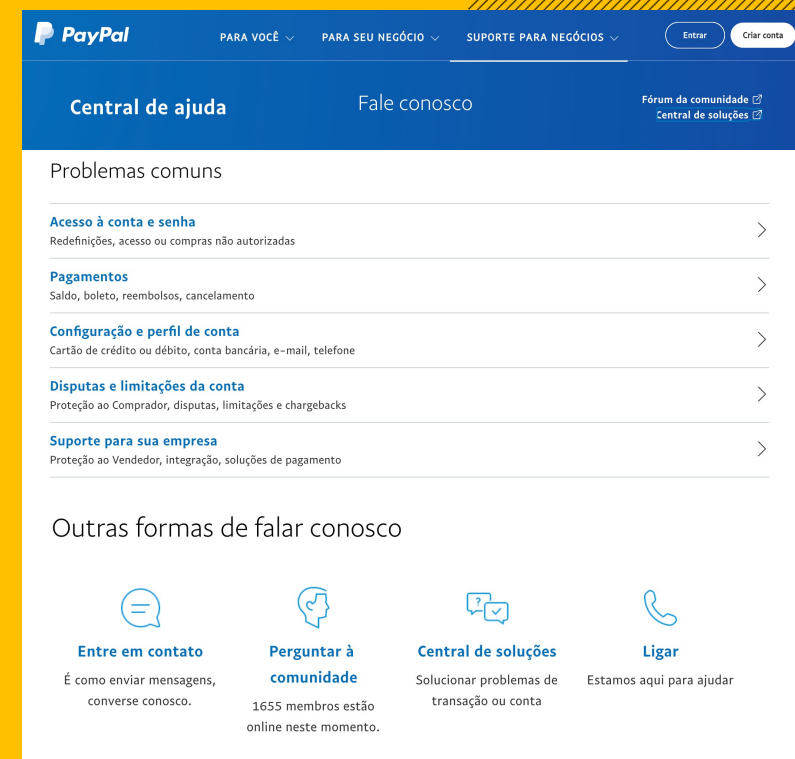 PayPal
PARA VOCÊ
PARA SEU NEGÓCIO
SUPORTE PARA NEGÓCIOS
Entrar
Criar conta
Central de ajuda
Fale conosco
Fórum da comunidade
Central de soluções
Problemas comuns
Acesso à conta e senha
Redefinições, acesso ou compras não autorizadas
Pagamentos
Saldo, boleto, reembolsos, cancelamento
Configuração e perfil de conta
Cartão de crédito ou débito, conta bancária, e-mail, telefone
Disputas e limitações da conta
Proteção ao Comprador, disputas, limitações e chargebacks
Suporte para sua empresa
Proteção ao Vendedor, integração, soluções de pagamento
Outras formas de falar conosco
Entre em contato
É como enviar mensagens,
converse conosco.
Perguntar à
comunidade
1655 membros estão
online neste momento.
Central de soluções
Solucionar problemas de
transação ou conta
Ligar
Estamos aqui para ajudar